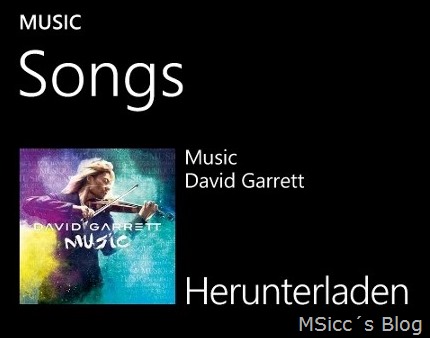 MUSIC
Songs
Music
David Garrett
DAVID GARRETT
MUSIC
Herunterladen
MSicc´s Blog